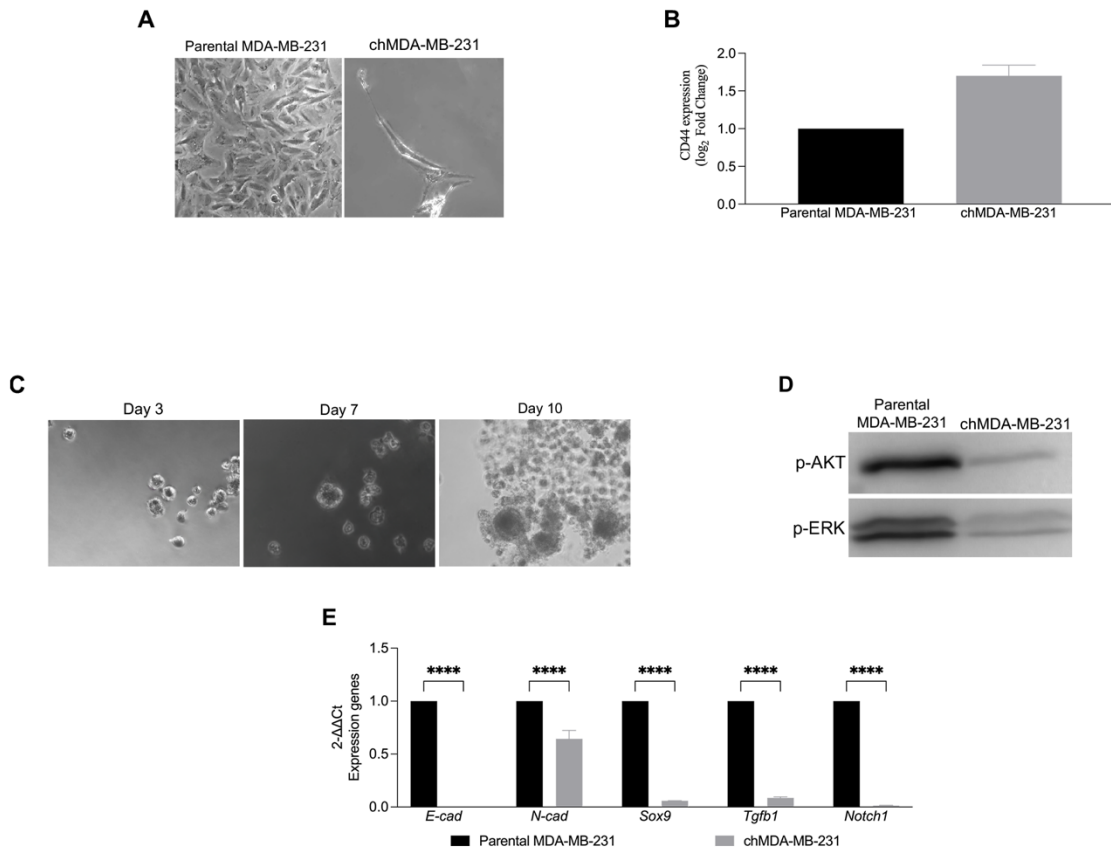 A
Parental MDA-MB-231
chMDA-MB-231
B
CD44 expression
(log₂ Fold Change)
2.0
1.5
1.0
0.5
0.0
Parental MDA-MB-231
chMDA-MB-231
C
Day 3
Day 7
Day 10
D
Parental
MDA-MB-231
chMDA-MB-231
p-AKT
p-ERK
E
2-ΔΔCt
Expression genes
1.5
1.0
0.5
0.0
****
****
****
****
****
E-cad
N-cad
Sox9
Tgfb1
Notch1
Parental MDA-MB-231
chMDA-MB-231